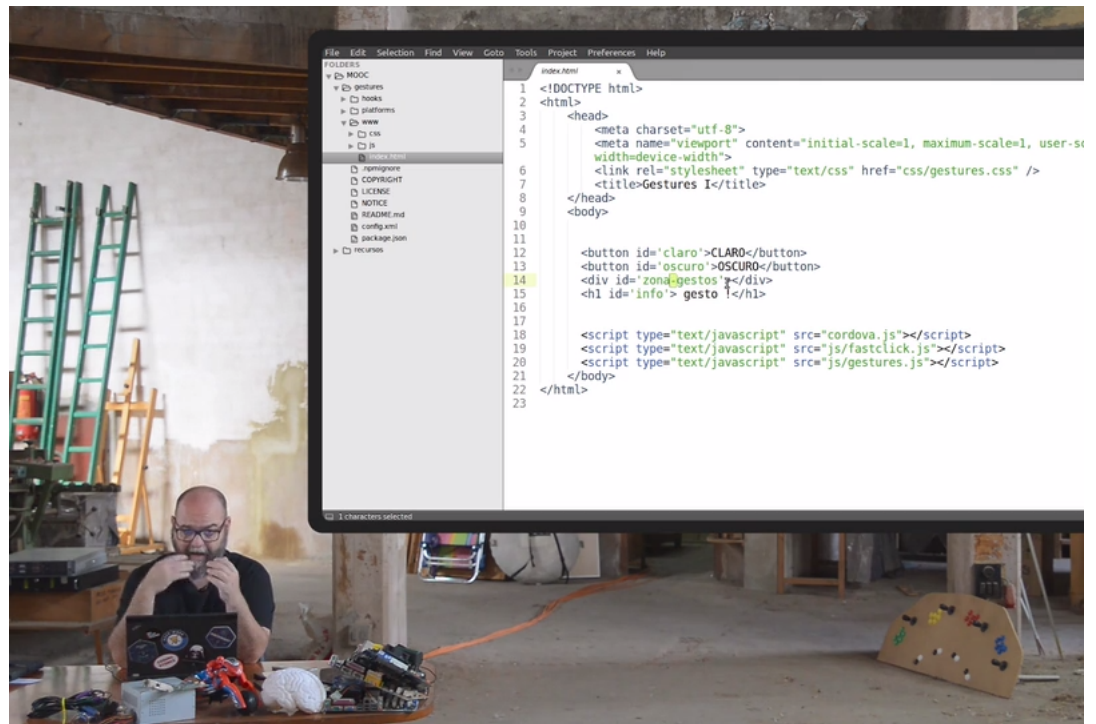 File Edit Selection Find View Goto Tools Project Preferences Help
FOLDERS
MOOC
gestures
hooks
platforms
www
css
js
index.html
.npmignore
COPYRIGHT
LICENSE
NOTICE
README.md
config.xml
package.json
recursos
index.html x
1 <!DOCTYPE html>
2 <html>
3 <head>
4 <meta charset="utf-8">
5 <meta name="viewport" content="initial-scale=1, maximum-scale=1, user-sc
width=device-width">
6 <link rel="stylesheet" type="text/css" href="css/gestures.css" />
7 <title>Gestures I</title>
8 </head>
9 <body>
10
11
12 <button id='claro'>CLARO</button>
13 <button id='oscuro'>OSCURO</button>
14 <div id='zona-gestos'></div>
15 <h1 id='info'> gesto !</h1>
16
17
18 <script type="text/javascript" src="cordova.js"></script>
19 <script type="text/javascript" src="js/fastclick.js"></script>
20 <script type="text/javascript" src="js/gestures.js"></script>
21 </body>
22 </html>
23
1 characters selected